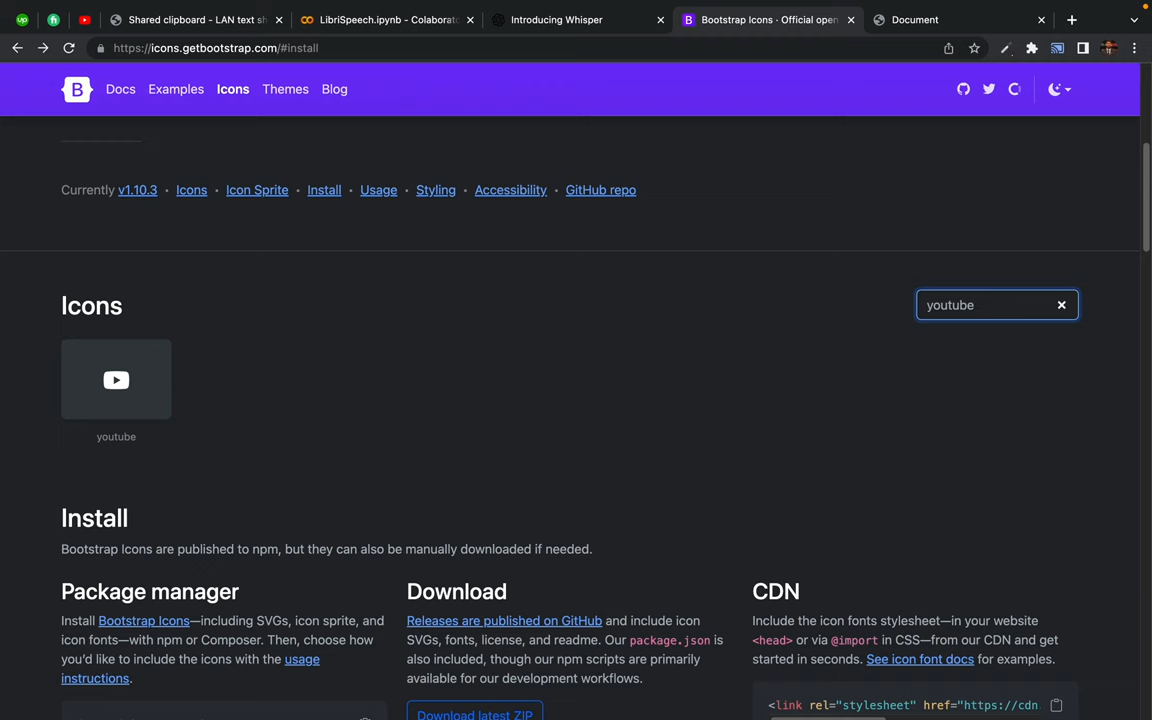 up
fi
Shared clipboard - LAN text sh
LibriSpeech.ipynb - Colaborato
Introducing Whisper
B
Bootstrap Icons · Official open
Document
https://icons.getbootstrap.com/#install
B
Docs
Examples
Icons
Themes
Blog
Currently v1.10.3 · Icons · Icon Sprite · Install · Usage · Styling · Accessibility · GitHub repo
Icons
youtube
youtube
Install
Bootstrap Icons are published to npm, but they can also be manually downloaded if needed.
Package manager
Install Bootstrap Icons—including SVGs, icon sprite, and
icon fonts—with npm or Composer. Then, choose how
you'd like to include the icons with the usage
instructions.
Download
Releases are published on GitHub and include icon
SVGs, fonts, license, and readme. Our package.json is
also included, though our npm scripts are primarily
available for our development workflows.
Download latest ZIP
CDN
Include the icon fonts stylesheet—in your website
<head> or via @import in CSS—from our CDN and get
started in seconds. See icon font docs for examples.
<link rel="stylesheet" href="https://cdn.